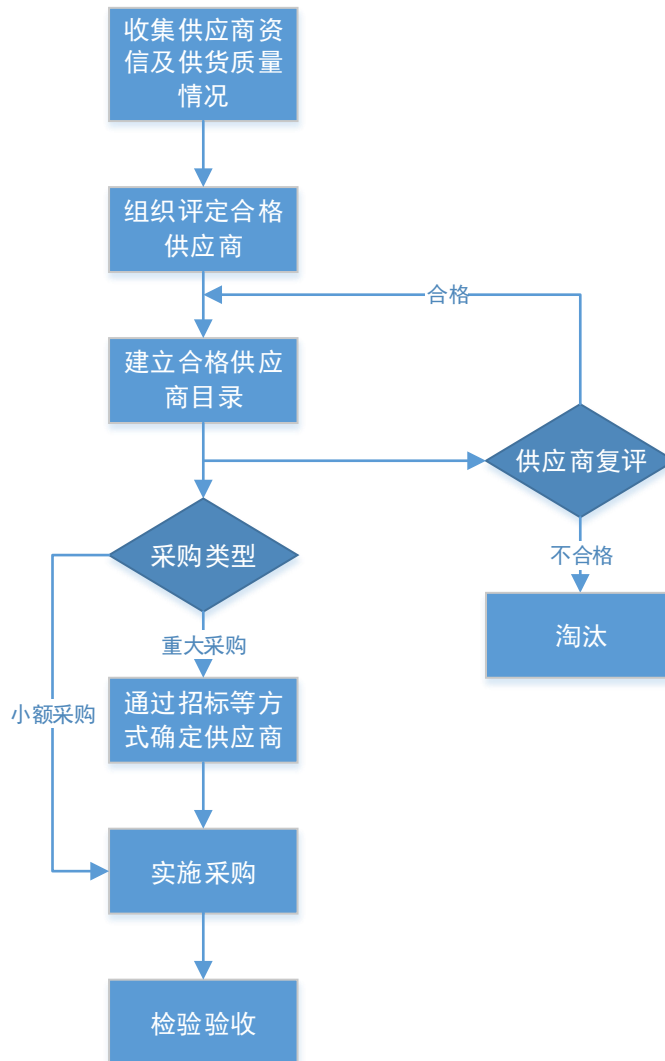 收集供应商资
信及供货质量
情况
组织评定合格
供应商
合格
建立合格供应
商目录
供应商复评
采购类型
不合格
重大采购
淘汰
小额采购
通过招标等方
式确定供应商
实施采购
检验验收